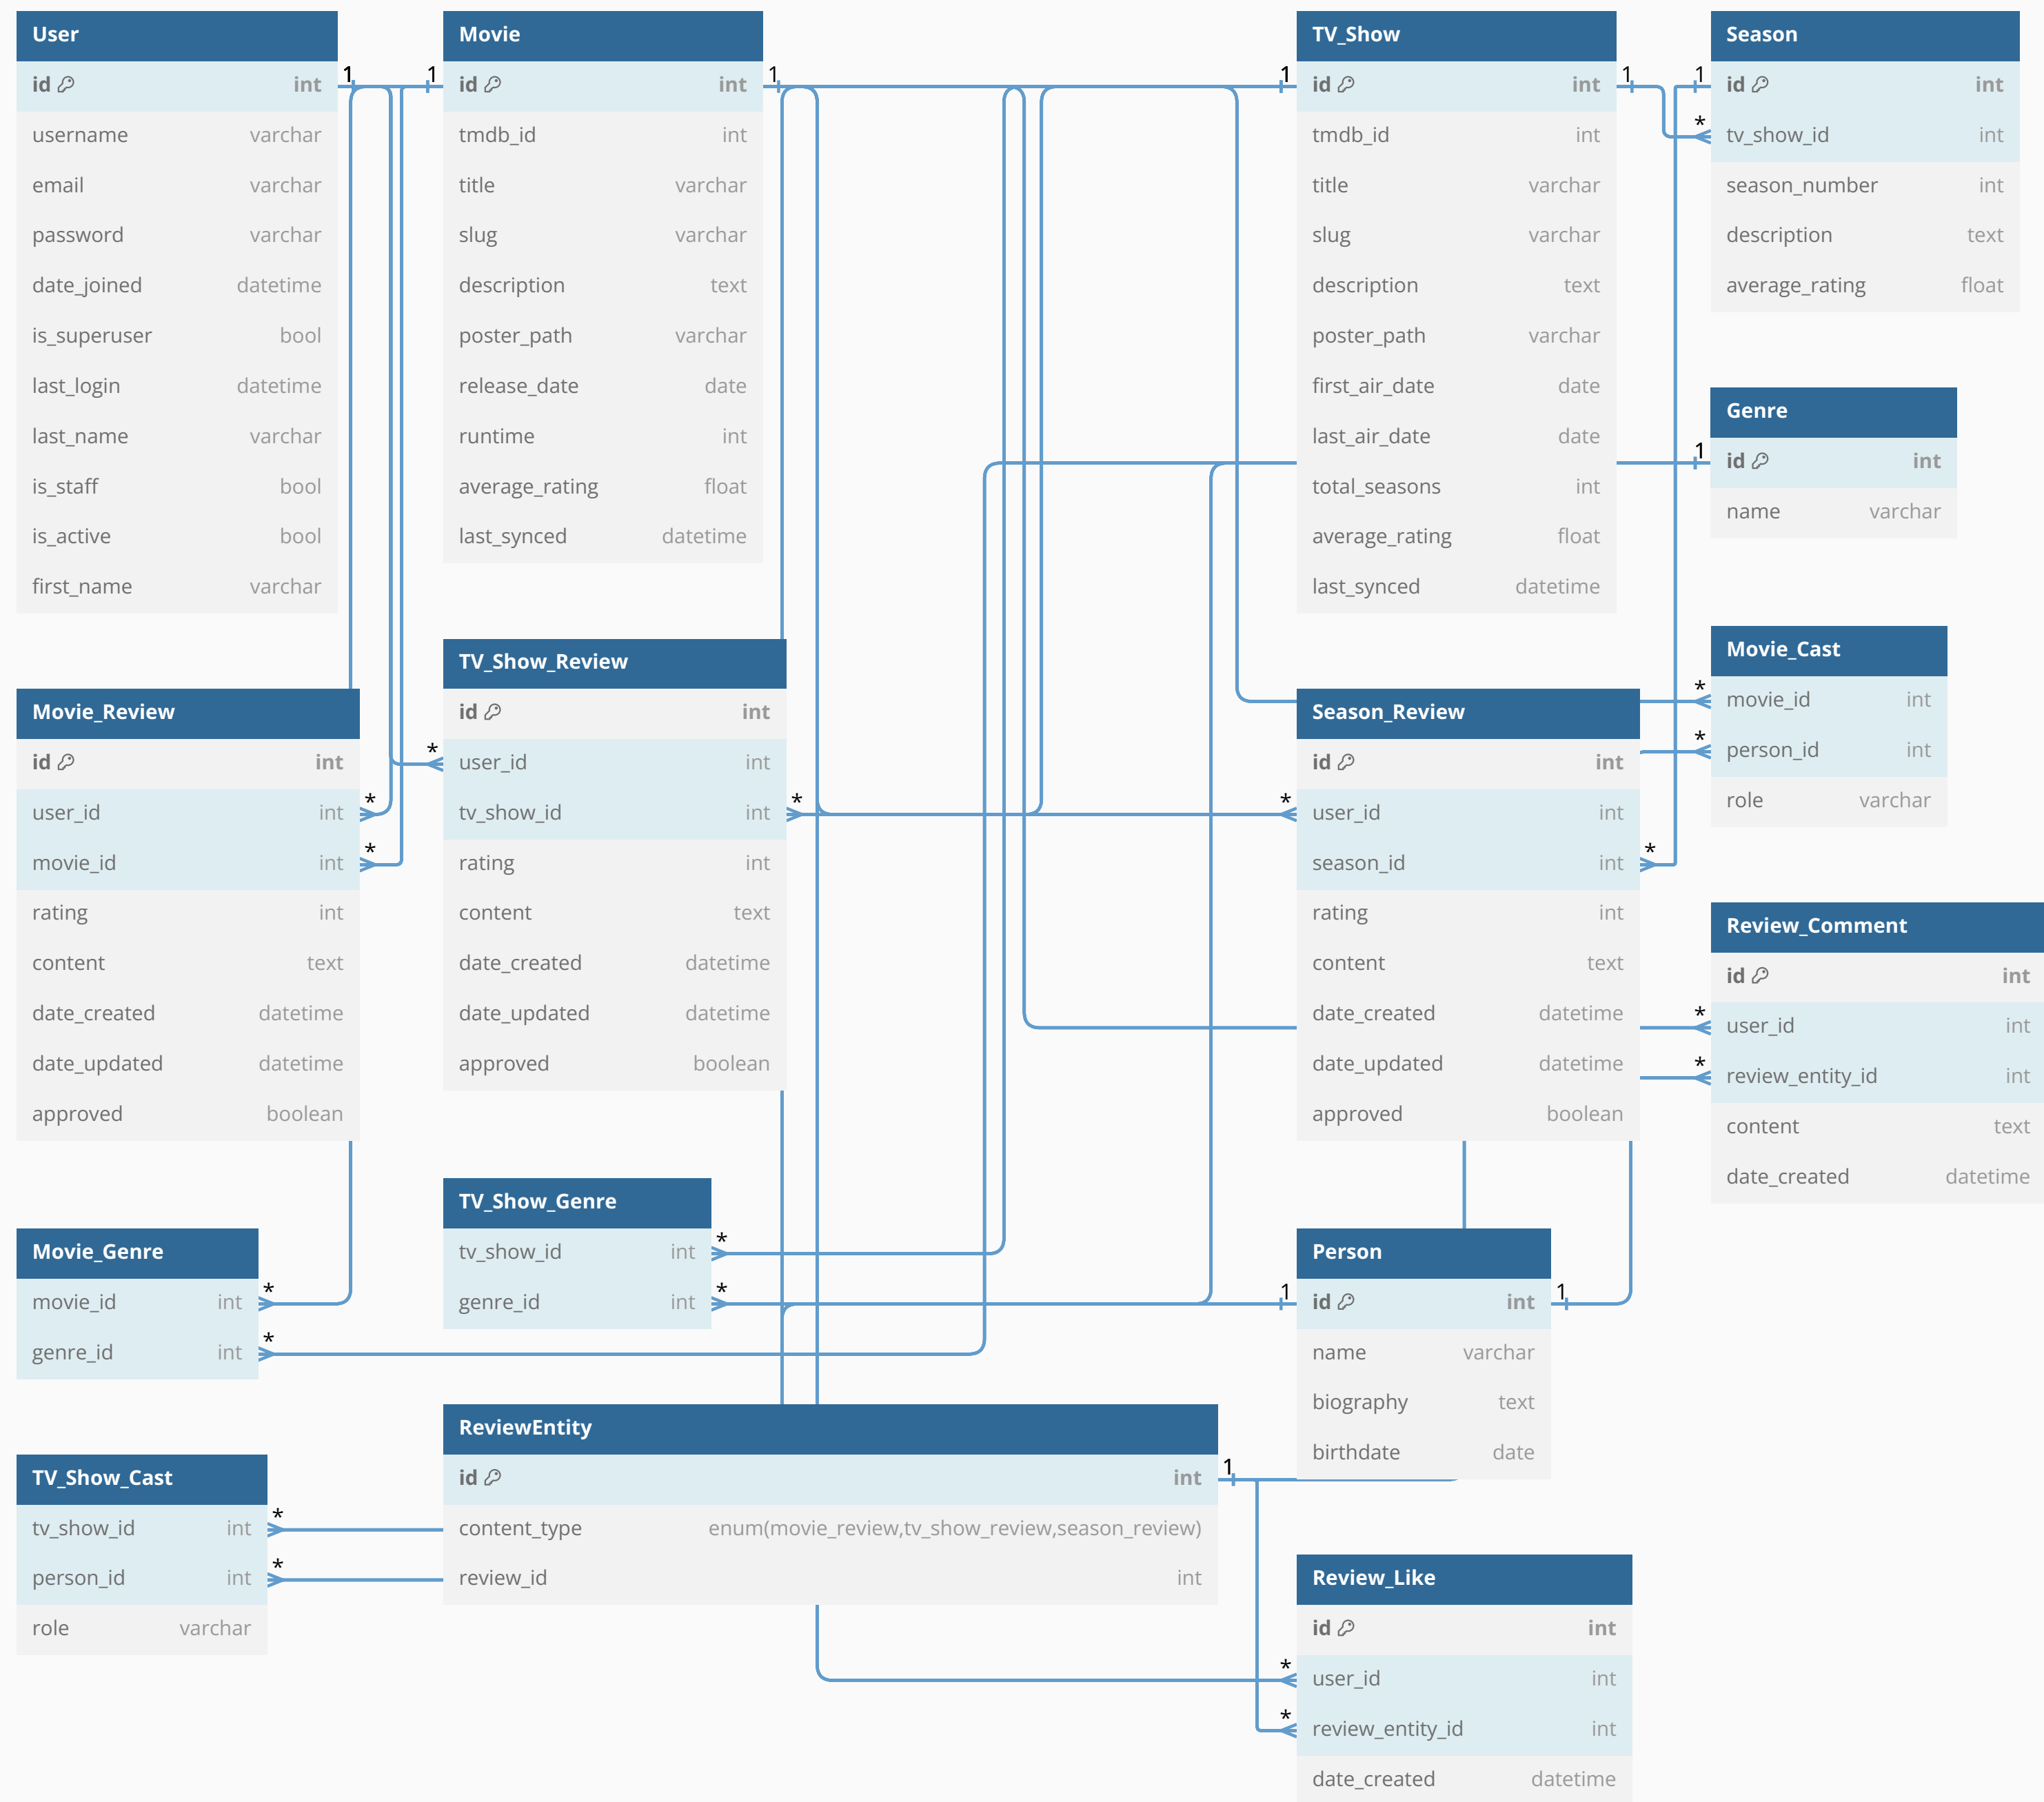 User
id int
username varchar
email varchar
password varchar
date_joined datetime
is_superuser bool
last_login datetime
last_name varchar
is_staff bool
is_active bool
first_name varchar
1
Movie
1 id int 1
tmdb_id int
title varchar
slug varchar
description text
poster_path varchar
release_date date
runtime int
average_rating float
last_synced datetime
TV_Show
1 id int 1
tmdb_id int
title varchar
slug varchar
description text
poster_path varchar
first_air_date date
last_air_date date
total_seasons int
average_rating float
last_synced datetime
Season
1 id int
* tv_show_id int
season_number int
description text
average_rating float
Genre
1 id int
name varchar
Movie_Cast
* movie_id int
* person_id int
role varchar
Movie_Review
id int
user_id int *
movie_id int *
rating int
content text
date_created datetime
date_updated datetime
approved boolean
TV_Show_Review
id int
* user_id int
tv_show_id int *
rating int
content text
date_created datetime
date_updated datetime
approved boolean
Season_Review
id int
* user_id int
season_id int *
rating int
content text
date_created datetime
date_updated datetime
approved boolean
Review_Comment
id int
* user_id int
* review_entity_id int
content text
date_created datetime
Movie_Genre
movie_id int *
genre_id int *
TV_Show_Genre
tv_show_id int *
genre_id int *
Person
1 id int 1
name varchar
biography text
birthdate date
TV_Show_Cast
tv_show_id int *
person_id int *
role varchar
ReviewEntity
id int 1
content_type enum(movie_review,tv_show_review,season_review)
review_id int
Review_Like
id int
* user_id int
* review_entity_id int
date_created datetime